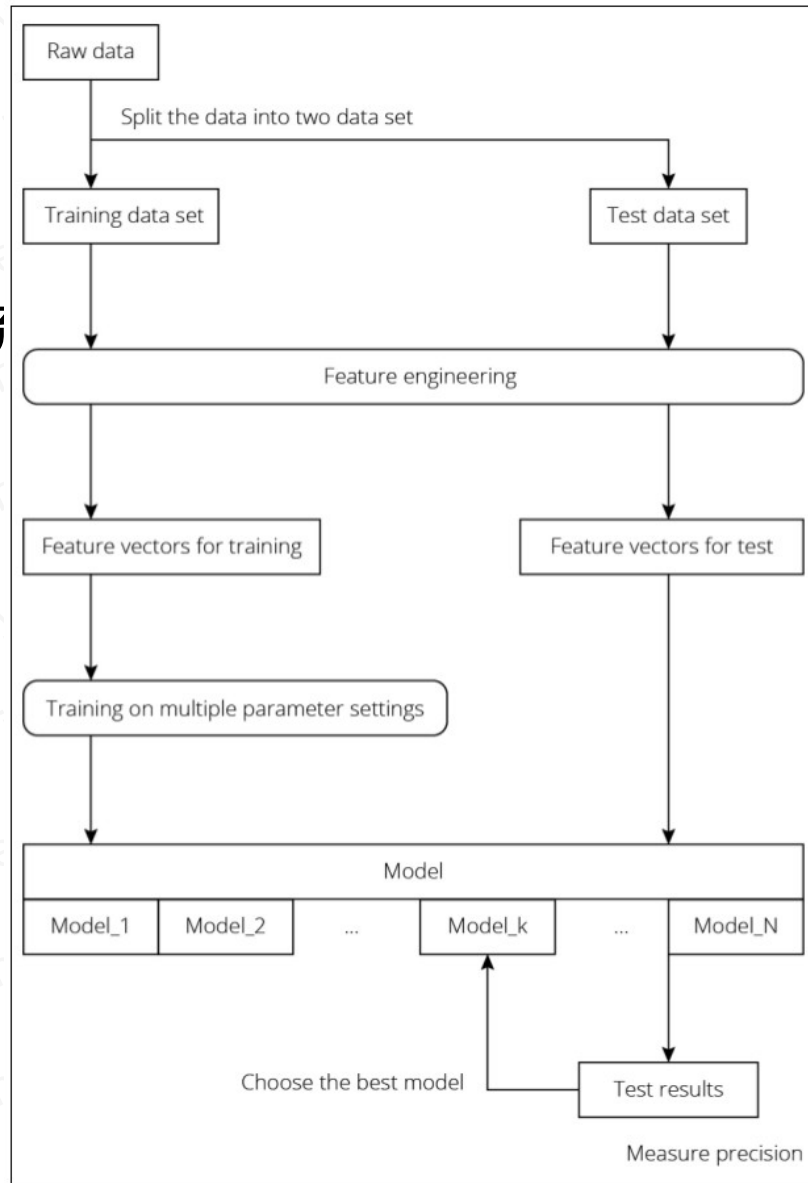 Raw data
Split the data into two data set
Training data set
Test data set
Feature engineering
Feature vectors for training
Feature vectors for test
Training on multiple parameter settings
Model
Model_1
Model_2
...
Model_k
...
Model_N
Choose the best model
Test results
Measure precision